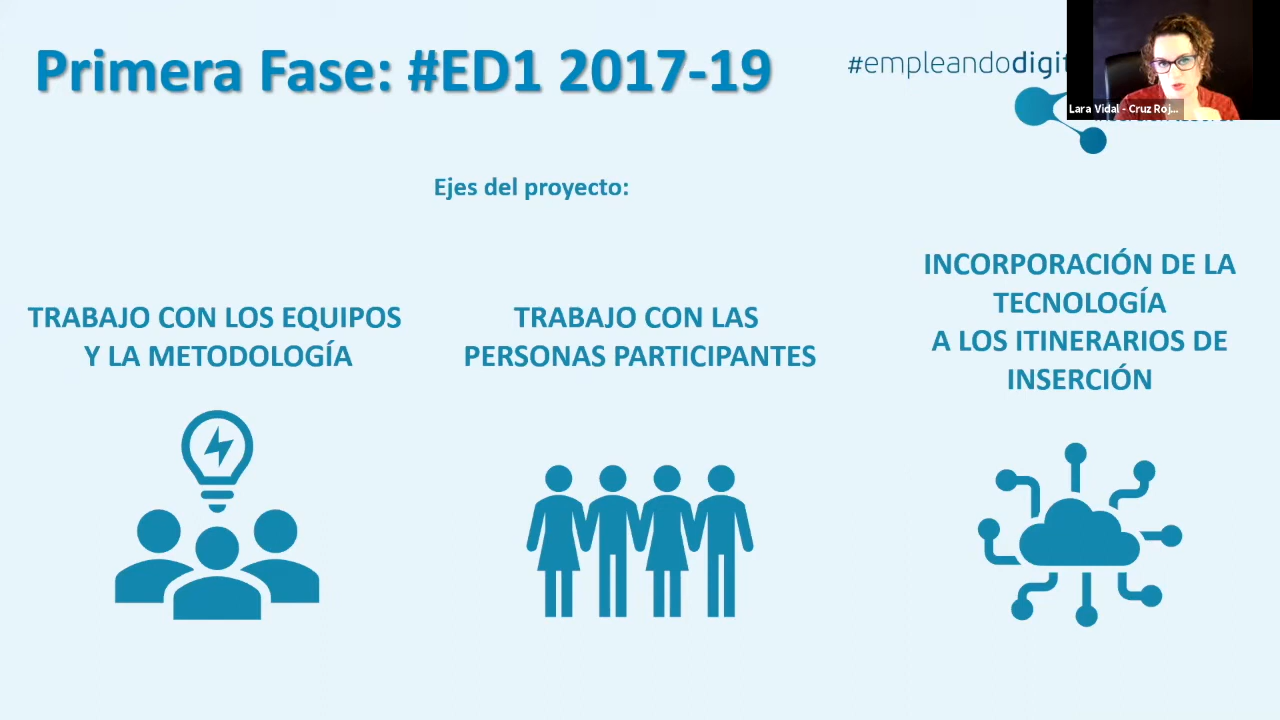 Primera Fase: #ED1 2017-19
#empleandodigit
Lara Vidal - Cruz Roj...
Ejes del proyecto:
TRABAJO CON LOS EQUIPOS
Y LA METODOLOGÍA
TRABAJO CON LAS
PERSONAS PARTICIPANTES
INCORPORACIÓN DE LA
TECNOLOGÍA
A LOS ITINERARIOS DE
INSERCIÓN